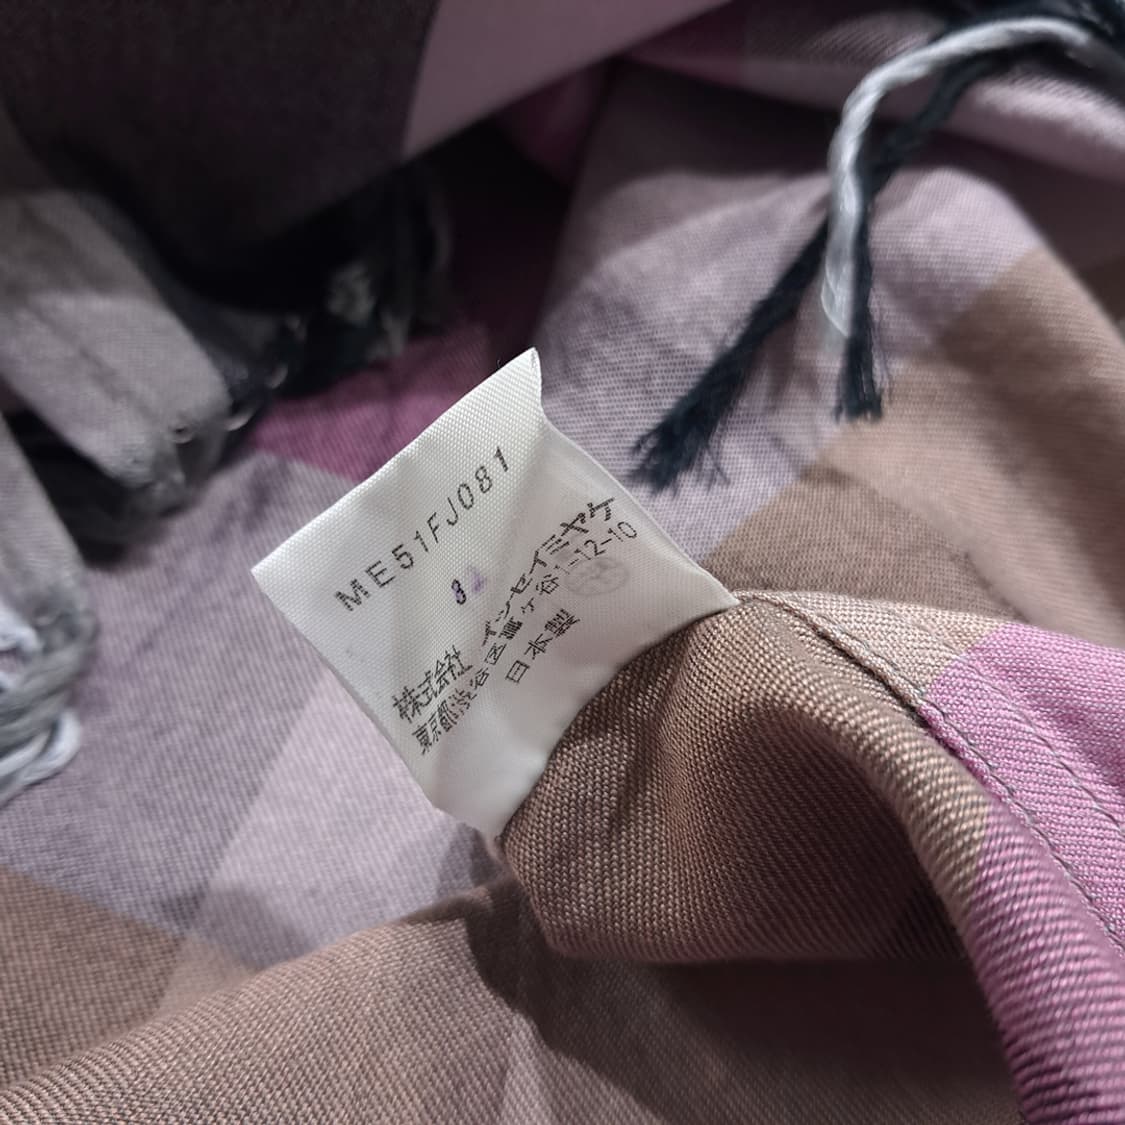 ME51FJ081
株式会社 イッセイミヤケ
東京都渋谷区富ヶ谷1-12-10
日本製